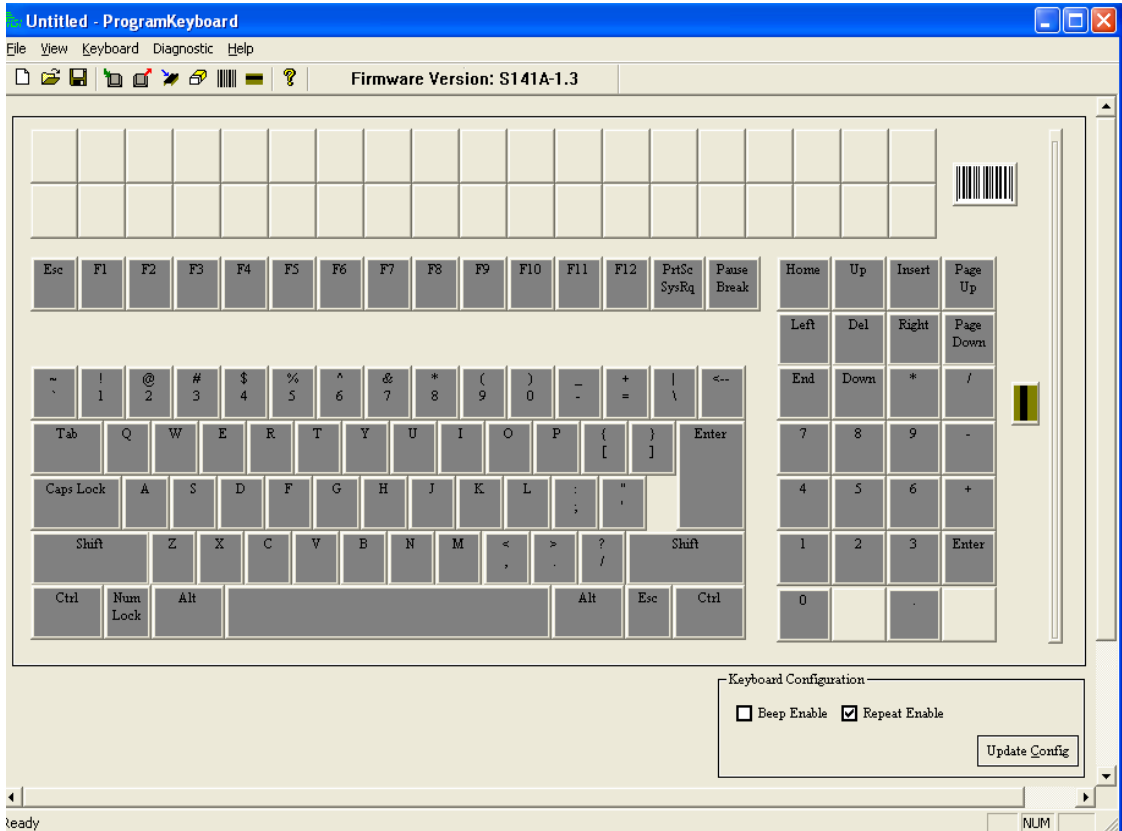 Untitled - ProgramKeyboard
File View Keyboard Diagnostic Help
Firmware Version: S141A-1.3
Esc F1 F2 F3 F4 F5 F6 F7 F8 F9 F10 F11 F12 PrtSc Pause Home Up Insert Page
SysRq Break Up
Left Del Right Page
Down
~ ! @ # $ % ^ & * ( ) _ + | <-- End Down * /
` 1 2 3 4 5 6 7 8 9 0 - = \
Tab Q W E R T Y U I O P { } Enter 7 8 9 -
[ ]
Caps Lock A S D F G H J K L : " 4 5 6 +
; '
Shift Z X C V B N M < > ? Shift 1 2 3 Enter
, . /
Ctrl Num Alt Alt Esc Ctrl 0 .
Lock
Keyboard Configuration
Beep Enable Repeat Enable
Update Config
Ready NUM